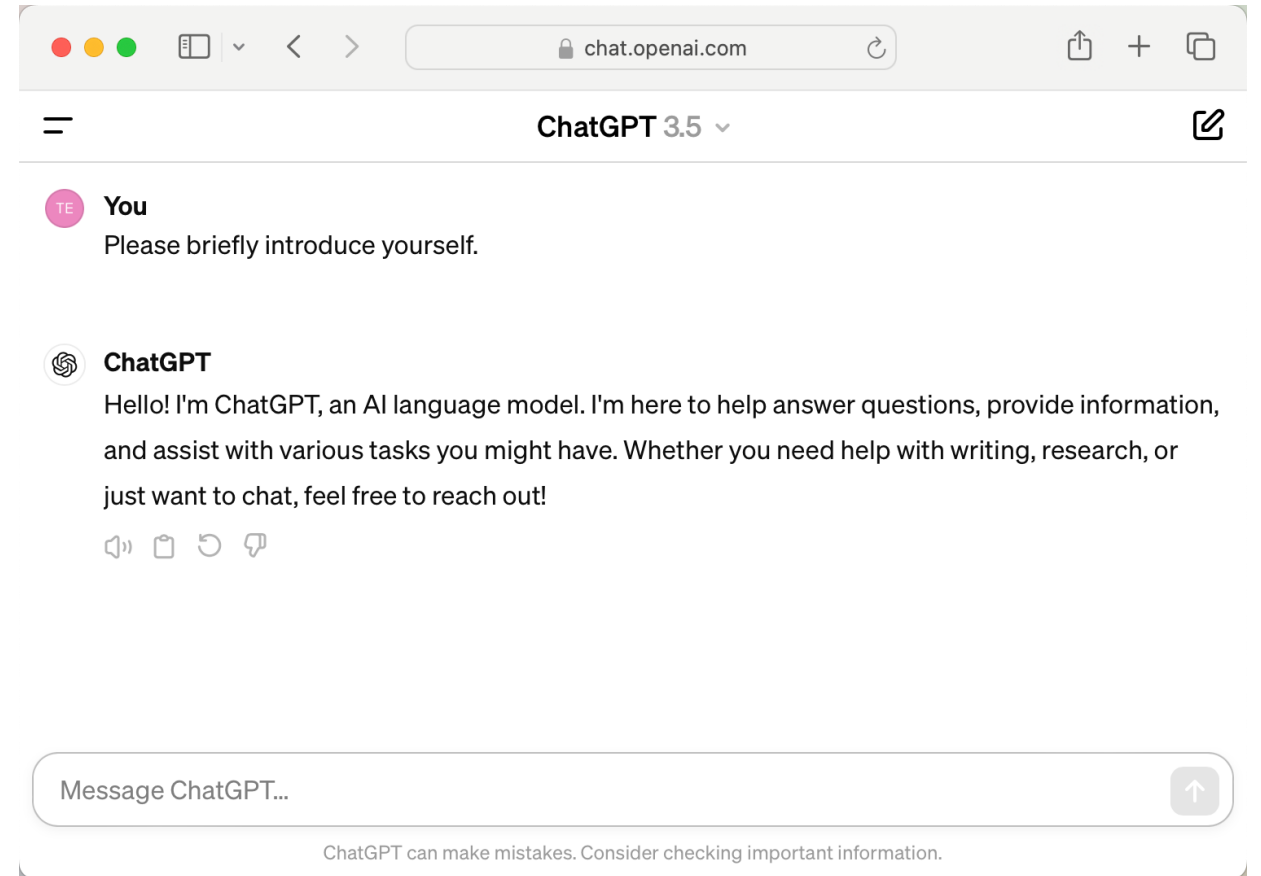 chat.openai.com
ChatGPT 3.5
TE
You
Please briefly introduce yourself.
ChatGPT
Hello! I'm ChatGPT, an AI language model. I'm here to help answer questions, provide information,
and assist with various tasks you might have. Whether you need help with writing, research, or
just want to chat, feel free to reach out!
Message ChatGPT...
ChatGPT can make mistakes. Consider checking important information.